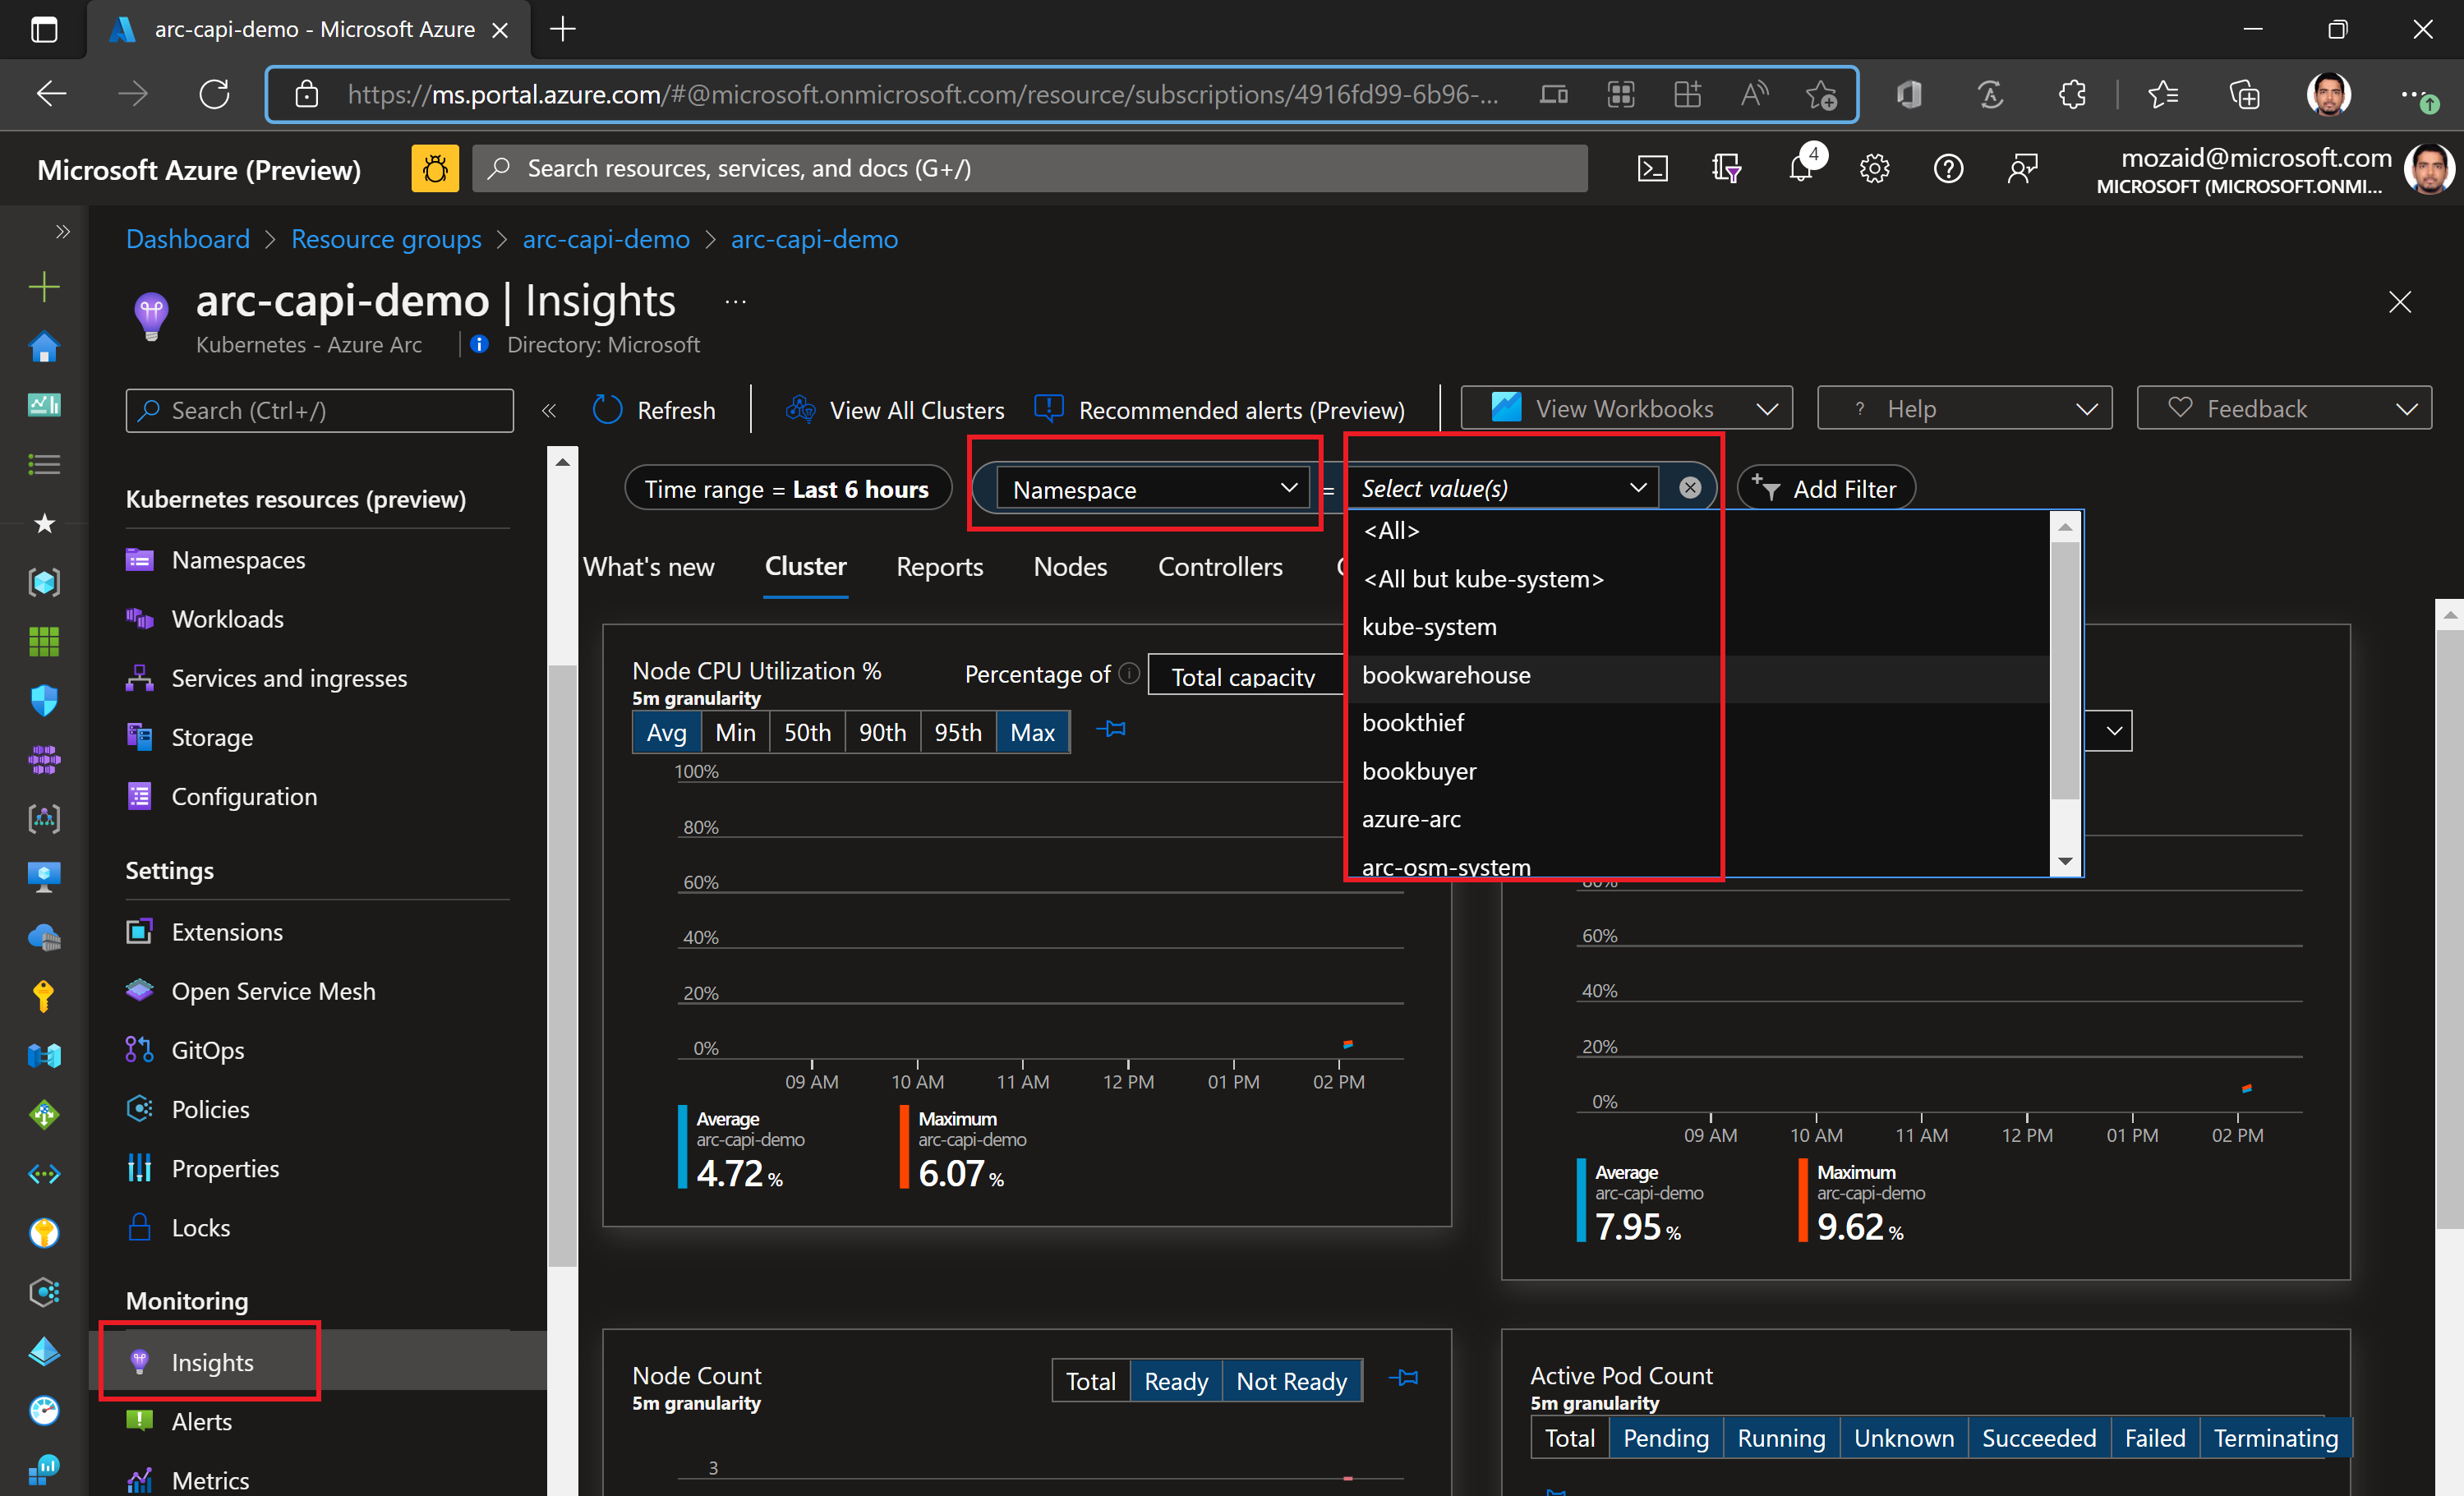 arc-capi-demo - Microsoft Azure
https://ms.portal.azure.com/#@microsoft.onmicrosoft.com/resource/subscriptions/4916fd99-6b96-...
Microsoft Azure (Preview)
Search resources, services, and docs (G+/)
4
mozaid@microsoft.com
MICROSOFT (MICROSOFT.ONMI...
Dashboard > Resource groups > arc-capi-demo > arc-capi-demo
arc-capi-demo | Insights ...
Kubernetes - Azure Arc
Directory: Microsoft
Search (Ctrl+/)
Refresh
View All Clusters
Recommended alerts (Preview)
View Workbooks
? Help
Feedback
Kubernetes resources (preview)
Namespaces
Workloads
Services and ingresses
Storage
Configuration
Settings
Extensions
Open Service Mesh
GitOps
Policies
Properties
Locks
Monitoring
Insights
Alerts
Metrics
Time range = Last 6 hours
Namespace
=
Select value(s)
Add Filter
<All>
<All but kube-system>
kube-system
bookwarehouse
bookthief
bookbuyer
azure-arc
arc-osm-system
What's new
Cluster
Reports
Nodes
Controllers
Node CPU Utilization %
5m granularity
Percentage of
Total capacity
Avg Min 50th 90th 95th Max
100%
80%
60%
40%
20%
0%
09 AM 10 AM 11 AM 12 PM 01 PM 02 PM
Average
arc-capi-demo
4.72 %
Maximum
arc-capi-demo
6.07 %
80%
60%
40%
20%
0%
09 AM 10 AM 11 AM 12 PM 01 PM 02 PM
Average
arc-capi-demo
7.95 %
Maximum
arc-capi-demo
9.62 %
Node Count
5m granularity
Total Ready Not Ready
3
Active Pod Count
5m granularity
Total Pending Running Unknown Succeeded Failed Terminating